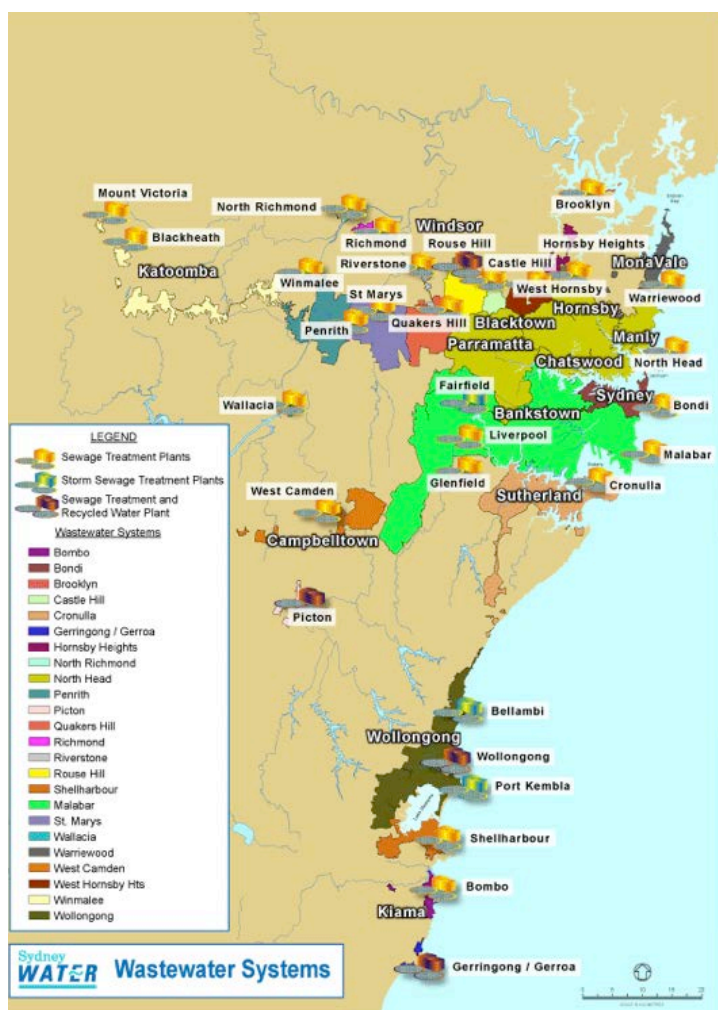 Mount Victoria
North Richmond
Brooklyn
Blackheath
Windsor
Richmond
Rouse Hill
Hornsby Heights
Katoomba
Riverstone
Castle Hill
MonaVale
Winmalee
West Hornsby
Warriewood
St Marys
Hornsby
Penrith
Quakers Hill
Blacktown
Manly
Parramatta
Chatswood
North Head
Fairfield
Sydney
Wallacia
Bankstown
Bondi
Liverpool
Malabar
Glenfield
Cronulla
West Camden
Sutherland
Campbelltown
Picton
Bellambi
Wollongong
Wollongong
Port Kembla
Shellharbour
Bombo
Kiama
Gerringong / Gerroa
LEGEND
Sewage Treatment Plants
Storm Sewage Treatment Plants
Sewage Treatment and
Recycled Water Plant
Wastewater Systems
Bombo
Bondi
Brooklyn
Castle Hill
Cronulla
Gerringong / Gerroa
Hornsby Heights
North Richmond
North Head
Penrith
Picton
Quakers Hill
Richmond
Riverstone
Rouse Hill
Shellharbour
Malabar
St. Marys
Wallacia
Warriewood
West Camden
West Hornsby Hts
Winmalee
Wollongong
Sydney
WATER
Wastewater Systems